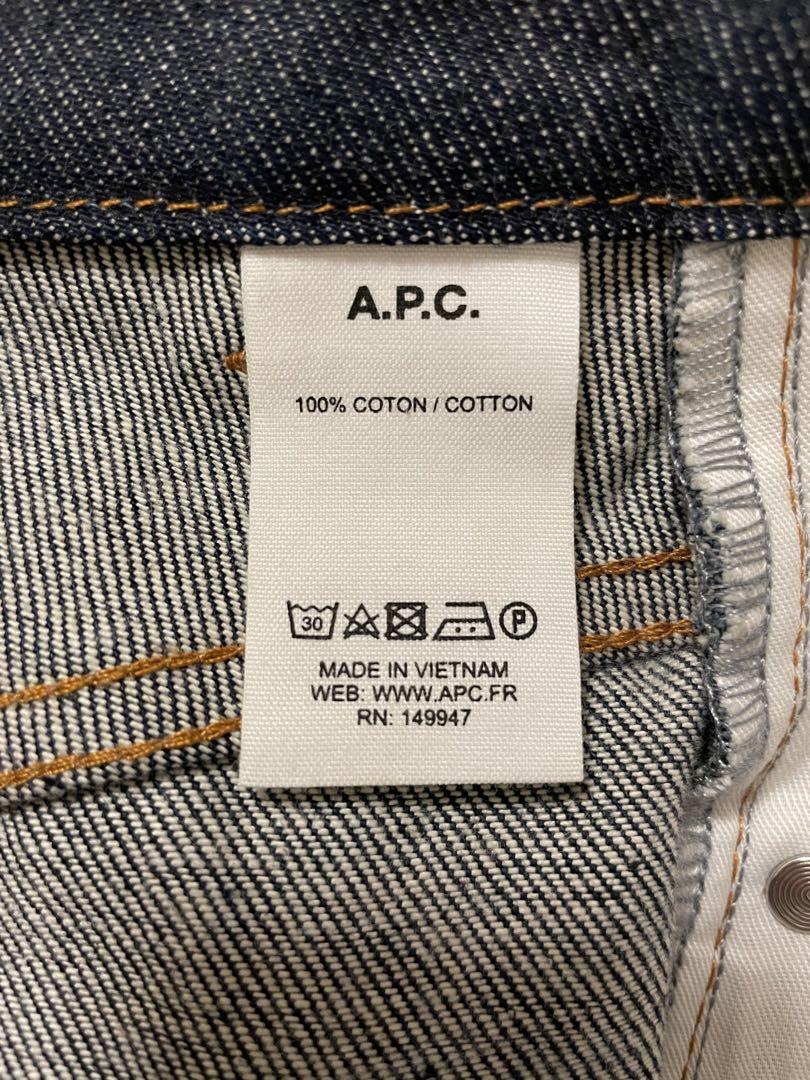 A.P.C.
100% COTON / COTTON
30 P
MADE IN VIETNAM
WEB: WWW.APC.FR
RN: 149947